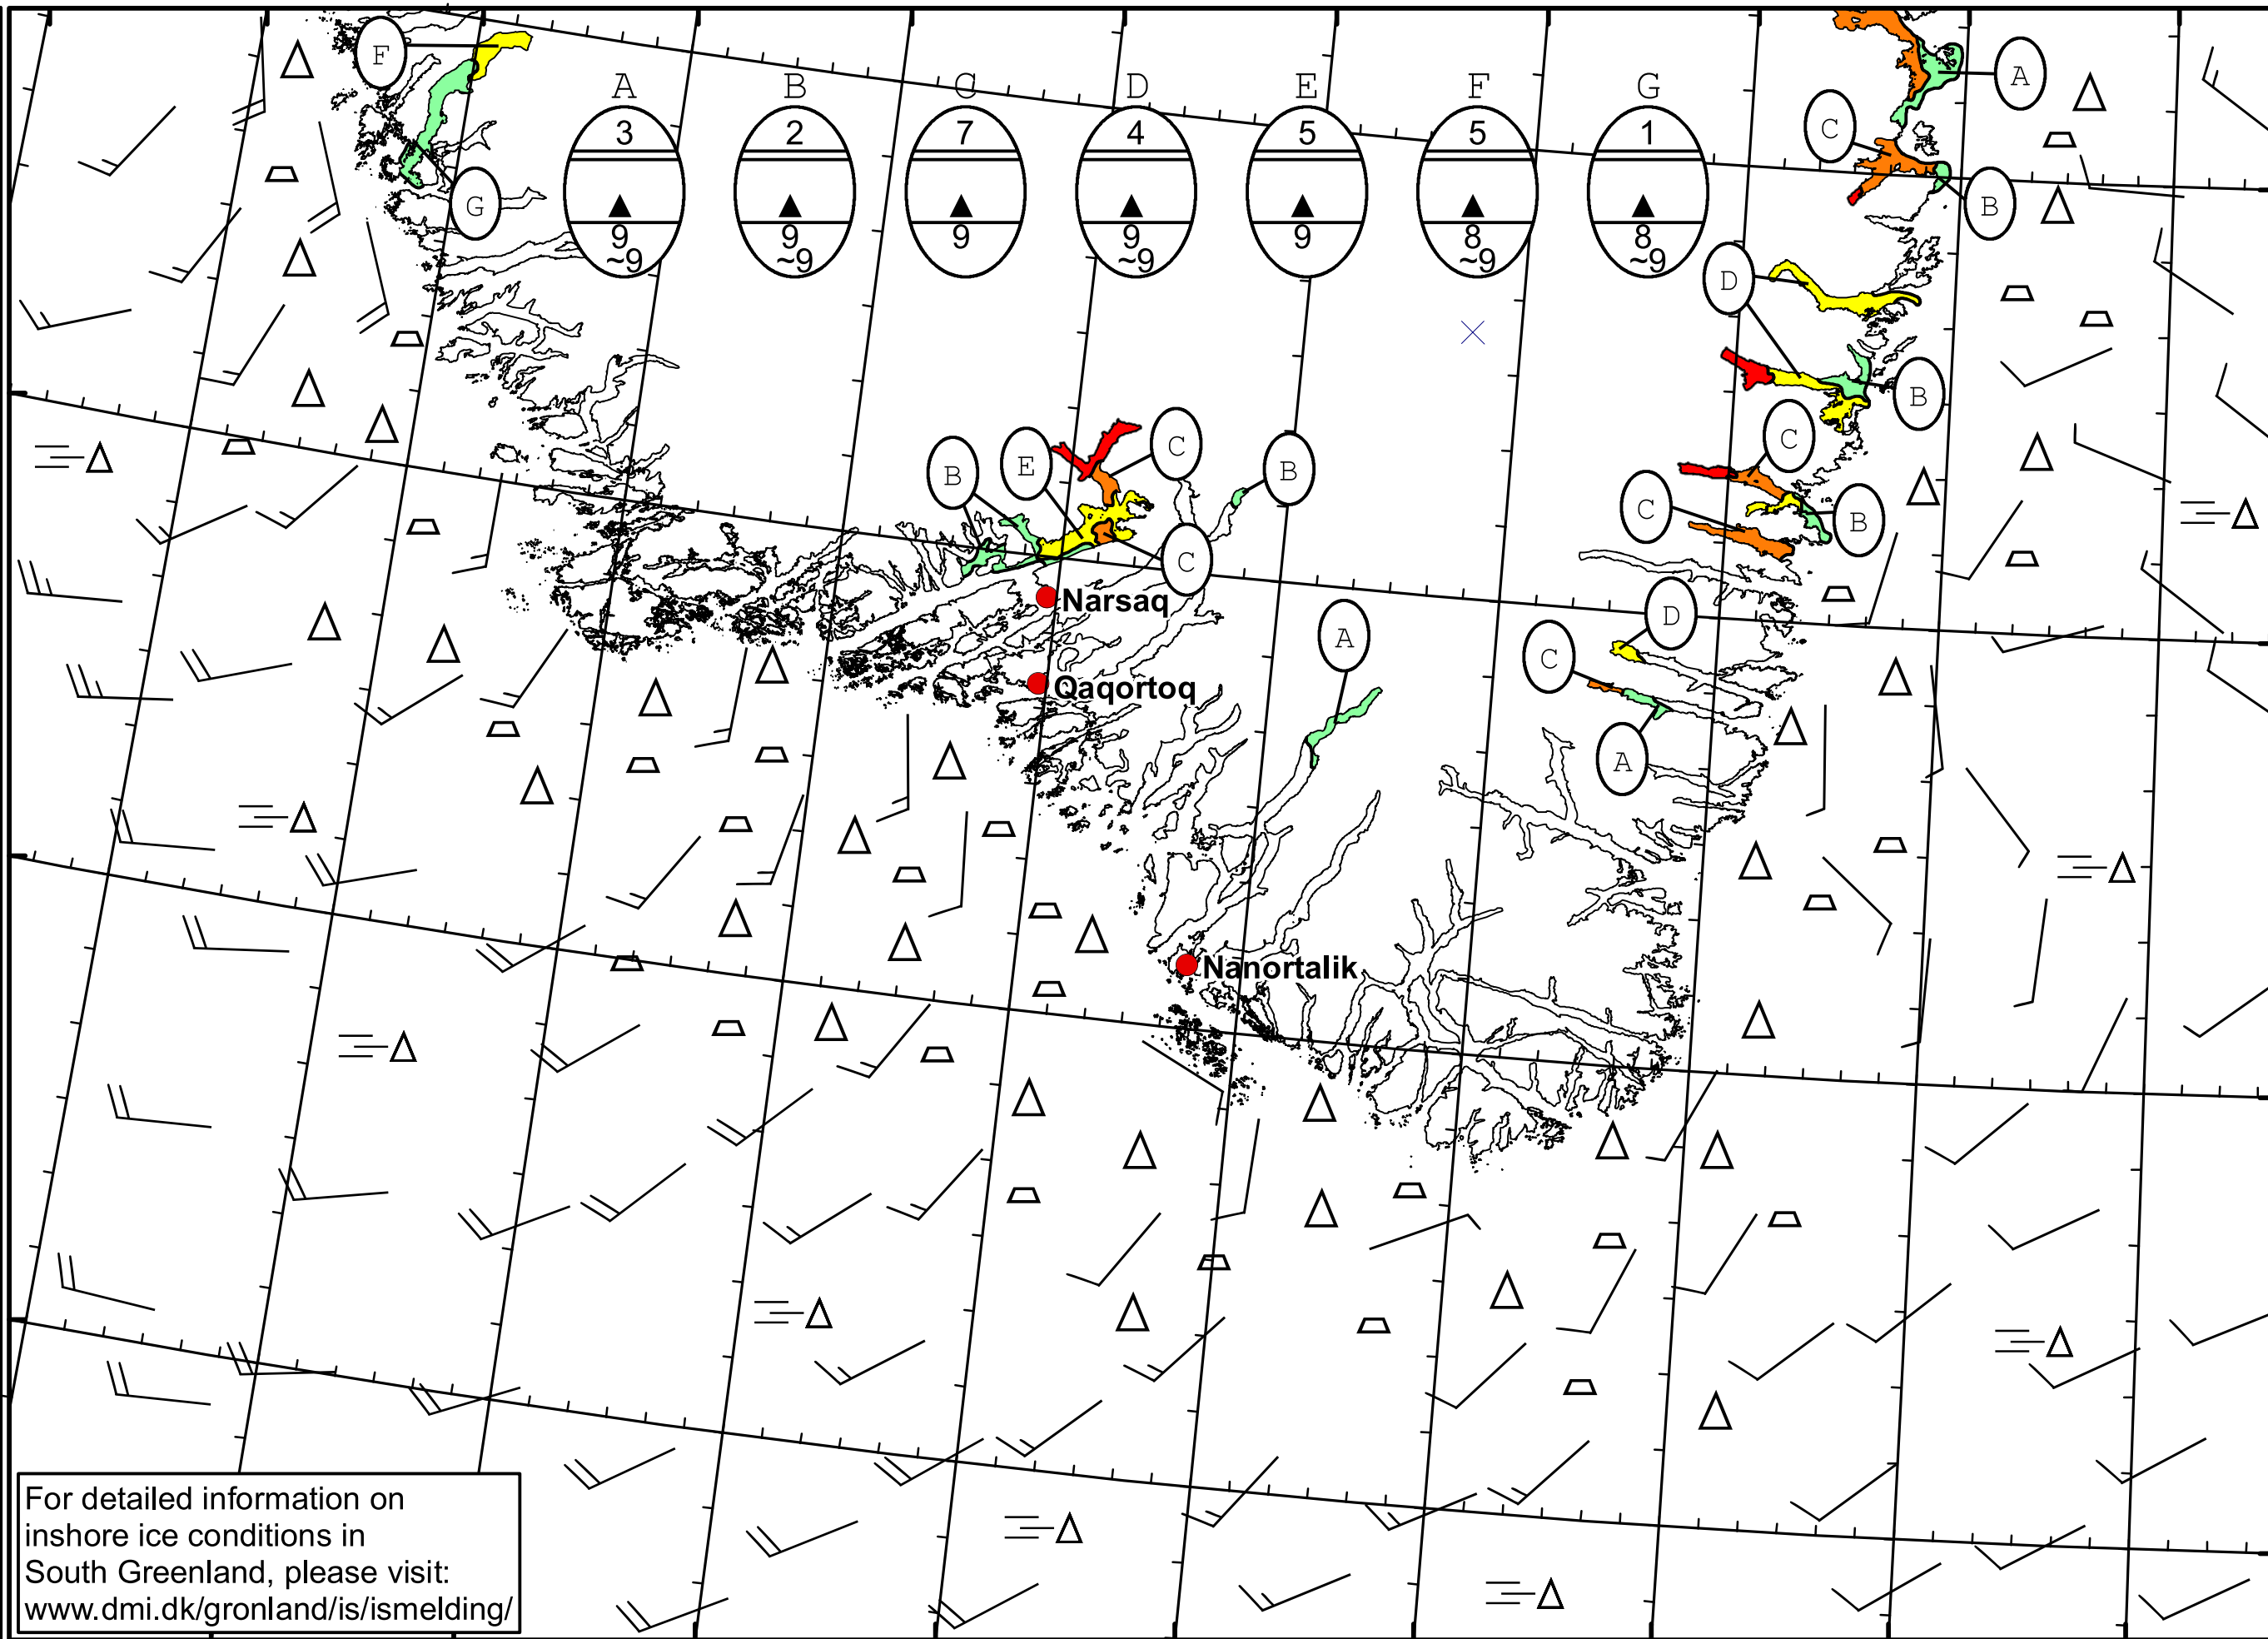 F
A
B
C
D
E
F
G
3
2
7
4
5
5
1
9
9
9
9
9
8
8
~9
~9
~9
~9
~9
A
C
B
G
D
B
C
C
B
E
C
B
C
B
C
Narsaq
A
D
C
Qaqortoq
A
Nanortalik
For detailed information on
inshore ice conditions in
South Greenland, please visit:
www.dmi.dk/gronland/is/ismelding/